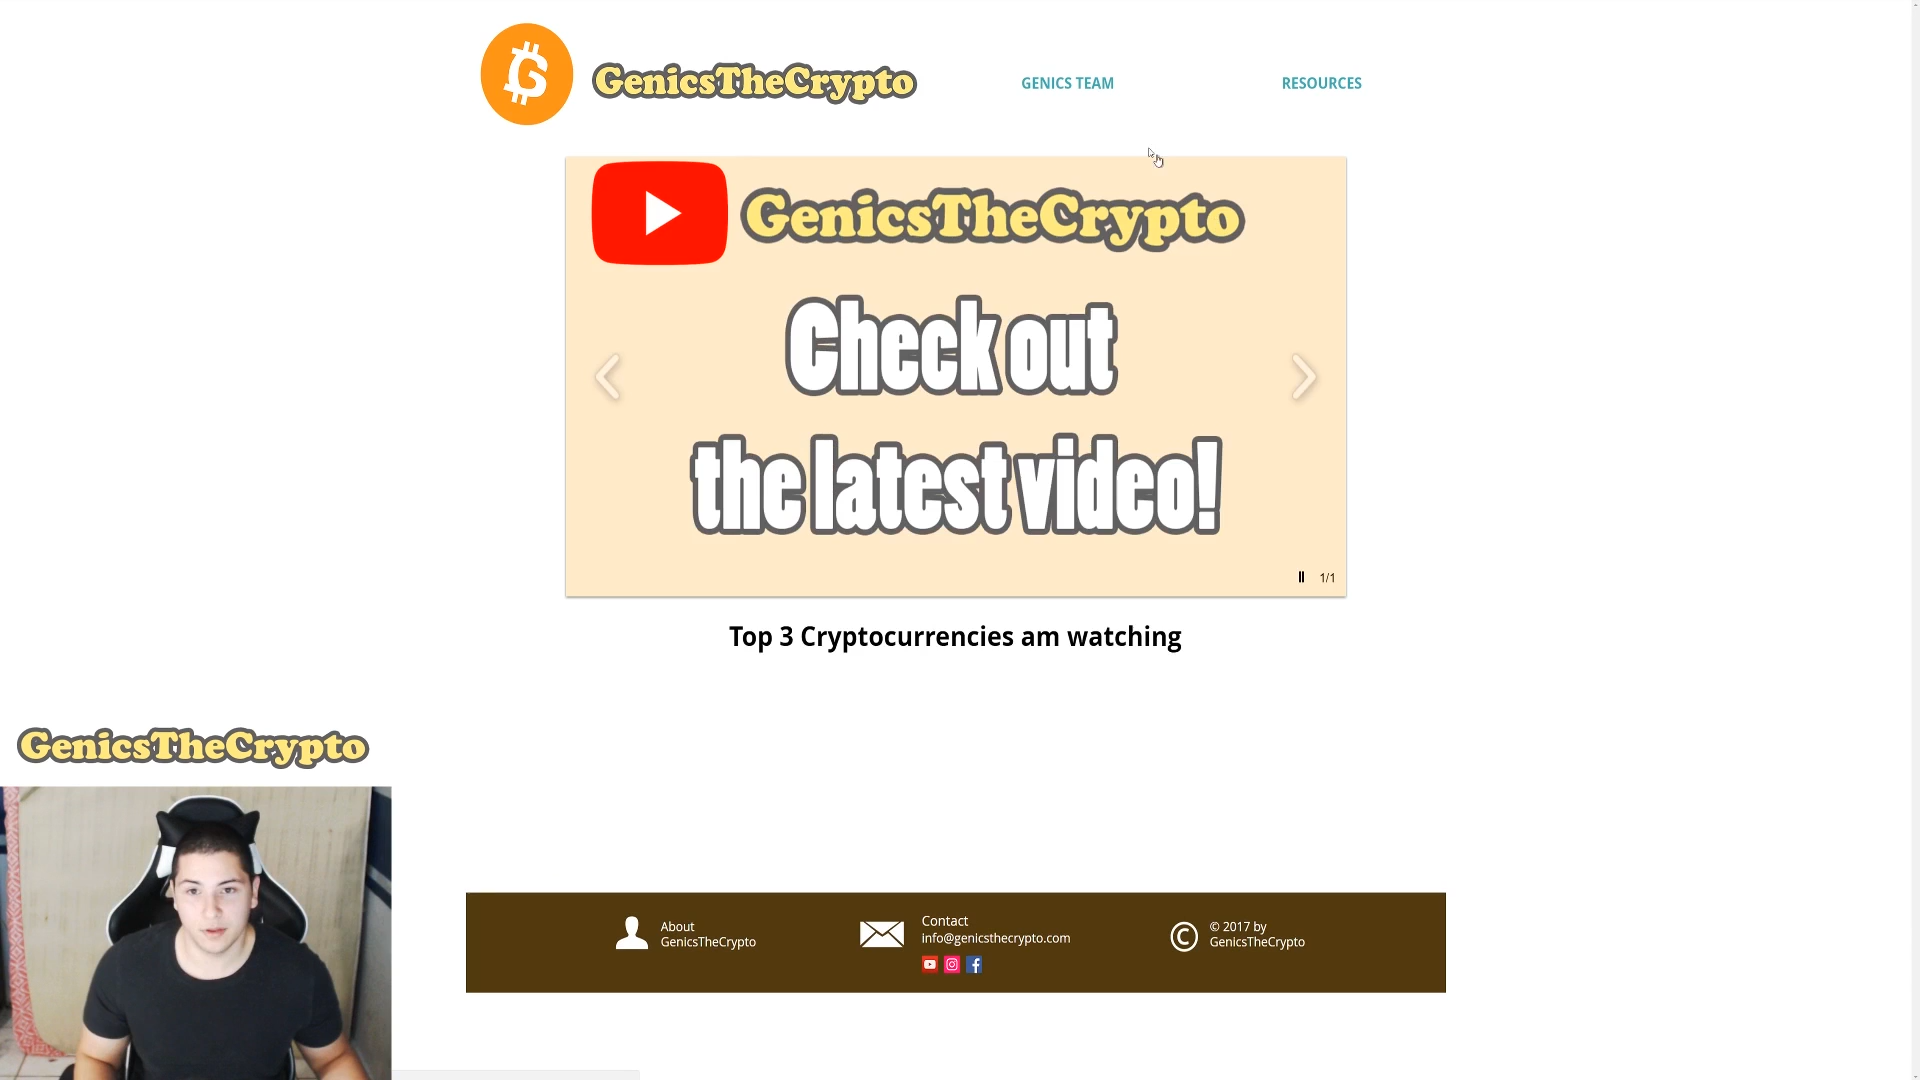 GenicsTheCrypto
GENICS TEAM
RESOURCES
GenicsTheCrypto
Check out
the latest video!
1/1
Top 3 Cryptocurrencies am watching
GenicsTheCrypto
About
GenicsTheCrypto
Contact
info@genicsthecrypto.com
© 2017 by
GenicsTheCrypto